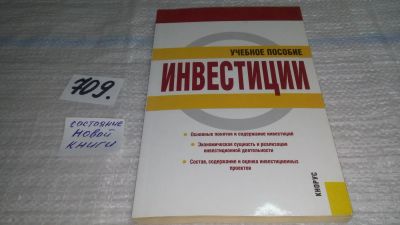 709.
состояние
новой
книги
УЧЕБНОЕ ПОСОБИЕ
ИНВЕСТИЦИИ
Основные понятия и содержание инвестиций
Экономическая сущность и реализация
инвестиционной деятельности
Состав, содержание и оценка инвестиционных
проектов
КНОРУС